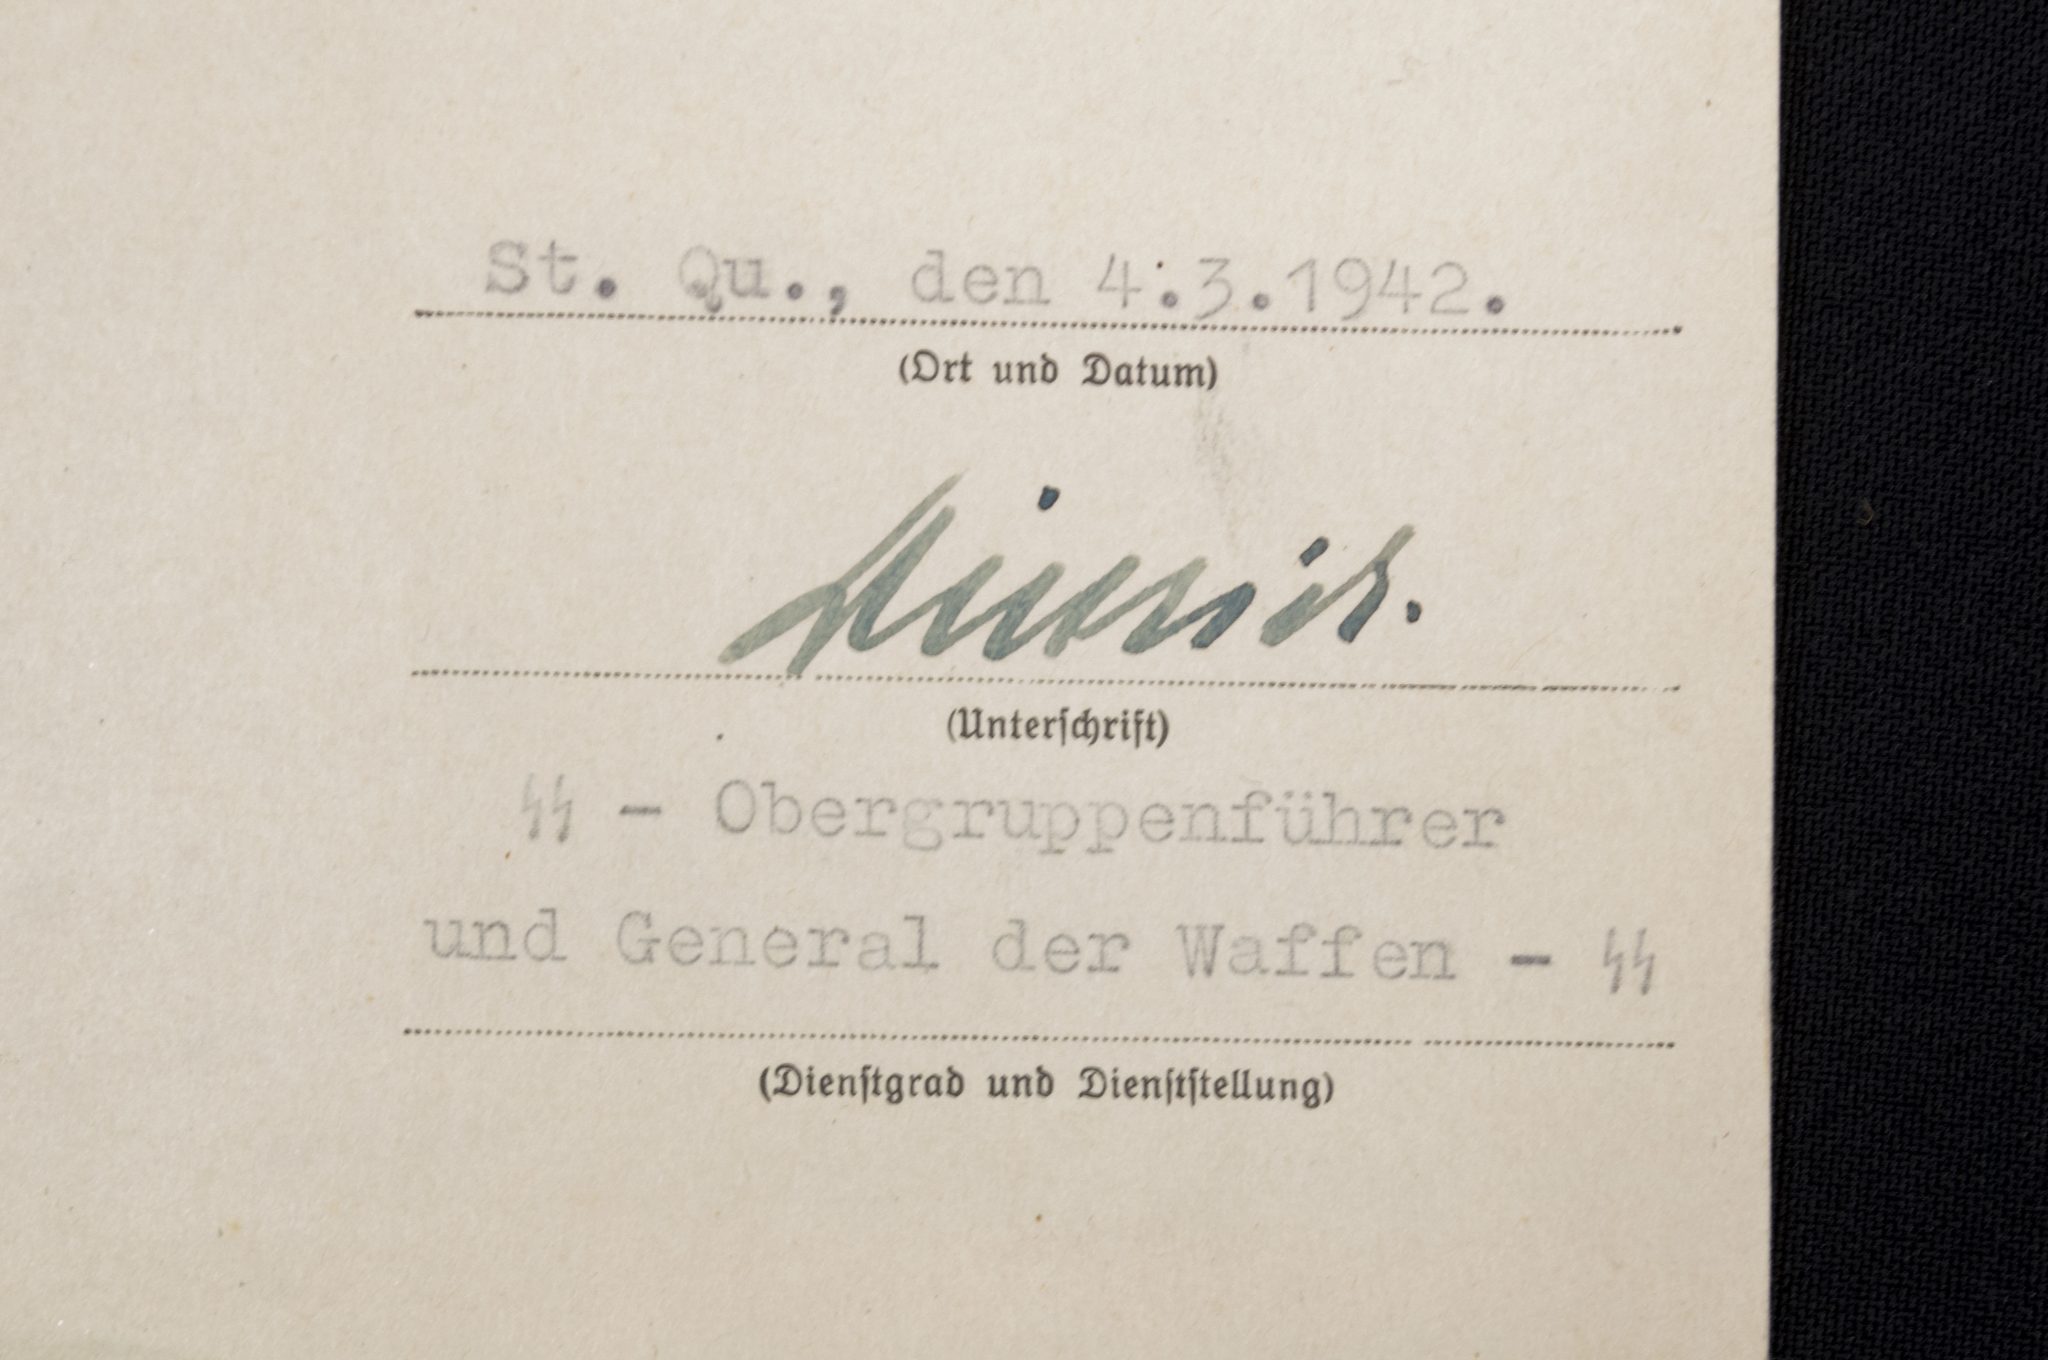 St. Qu., den 4.3.1942.
(Ort und Datum)
(Unterschrift)
ᛋᛋ - Obergruppenführer
und General der Waffen - ᛋᛋ
(Dienstgrad und Dienststellung)